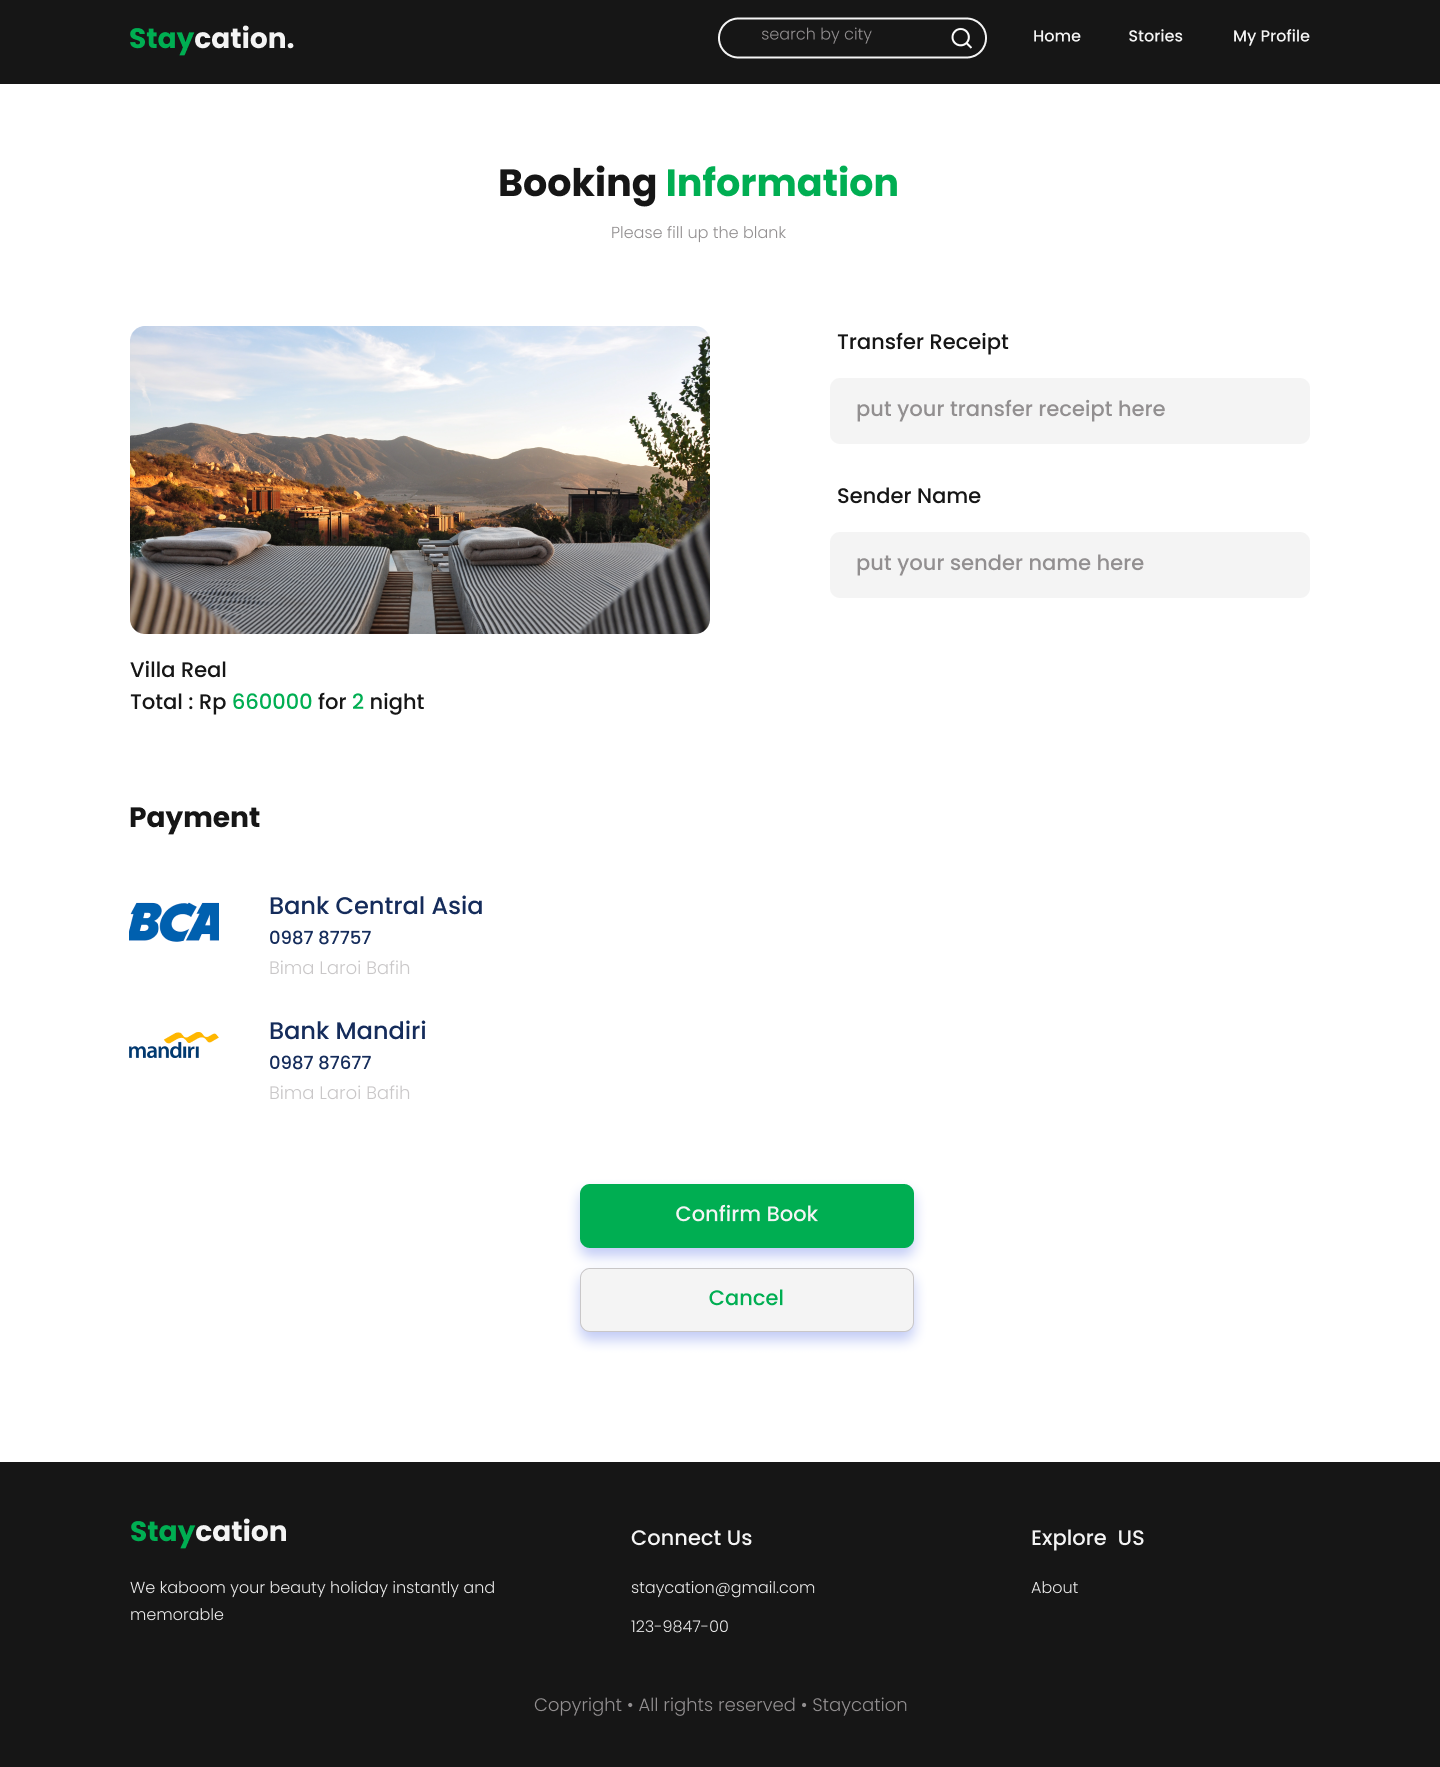 Staycation.
search by city
Home
Stories
My Profile
Booking Information
Please fill up the blank
Transfer Receipt
put your transfer receipt here
Sender Name
put your sender name here
Villa Real
Total : Rp 660000 for 2 night
Payment
BCA
Bank Central Asia
0987 87757
Bima Laroi Bafih
mandırı
Bank Mandiri
0987 87677
Bima Laroi Bafih
Confirm Book
Cancel
Staycation
We kaboom your beauty holiday instantly and
memorable
Connect Us
staycation@gmail.com
123-9847-00
Explore  US
About
Copyright • All rights reserved • Staycation